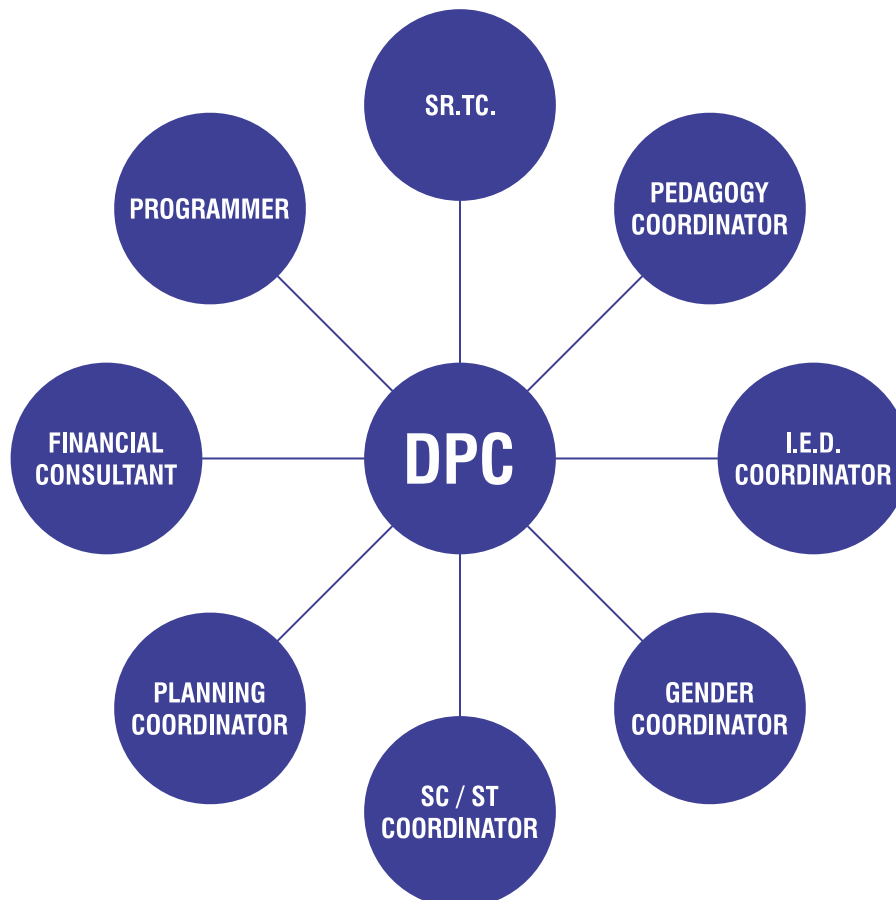 SR.TC.
PROGRAMMER
PEDAGOGY
COORDINATOR
FINANCIAL
CONSULTANT
DPC
I.E.D.
COORDINATOR
PLANNING
COORDINATOR
GENDER
COORDINATOR
SC / ST
COORDINATOR